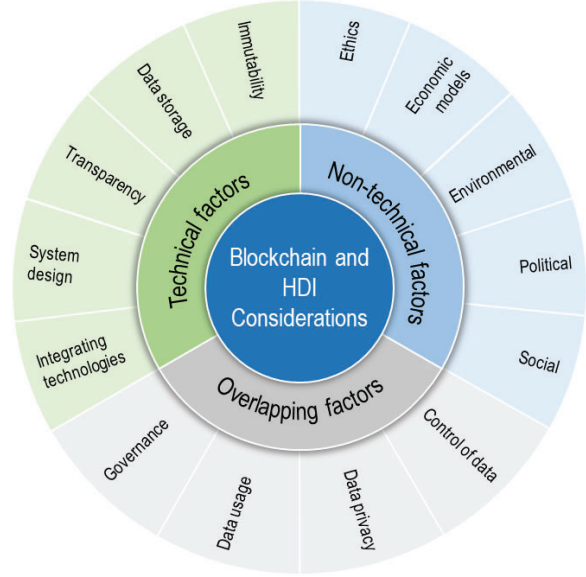 Blockchain and
HDI
Considerations
Technical factors
Non-technical factors
Overlapping factors
Ethics
Economic
models
Environmental
Political
Social
Control of data
Data privacy
Data usage
Governance
Integrating
technologies
System
design
Transparency
Data storage
Immutability